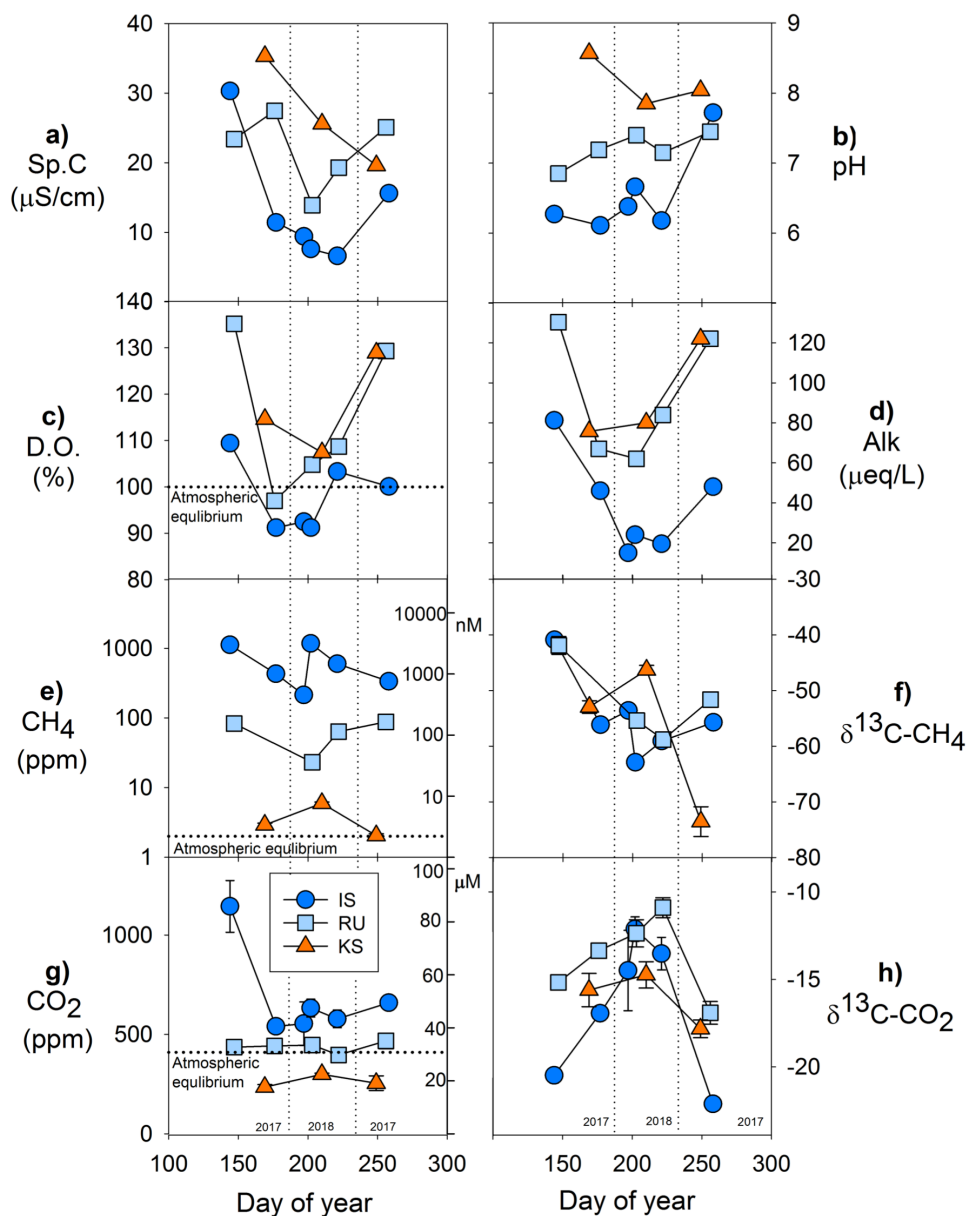 40
30
20
10
0
a)
Sp.C
(μS/cm)
9
8
7
6
b)
pH
140
130
120
110
100
90
80
c)
D.O.
(%)
Atmospheric
equlibrium
120
100
80
60
40
20
d)
Alk
(μeq/L)
1000
100
10
1
e)
CH4
(ppm)
10000
nM
1000
100
10
Atmospheric equlibrium
-30
-40
-50
-60
-70
-80
f)
δ13C-CH4
1000
500
0
g)
CO2
(ppm)
IS
RU
KS
100
μM
80
60
40
20
Atmospheric
equlibrium
2017 2018 2017
100 150 200 250 300
Day of year
-10
-15
-20
h)
δ13C-CO2
2017 2018 2017
100 150 200 250 300
Day of year